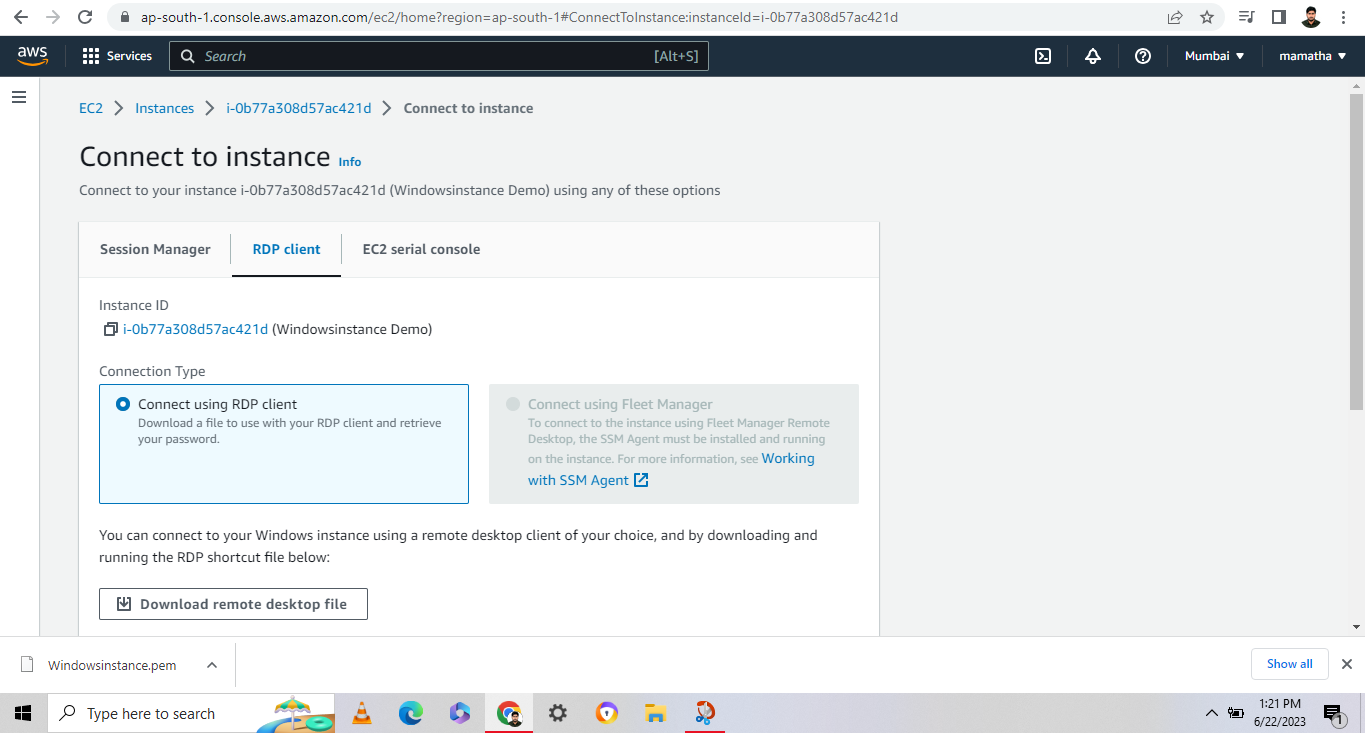 ap-south-1.console.aws.amazon.com/ec2/home?region=ap-south-1#ConnectToInstance:instanceId=i-0b77a308d57ac421d
aws
Services
Search
[Alt+S]
Mumbai
mamatha
EC2
Instances
i-0b77a308d57ac421d
Connect to instance
Connect to instance Info
Connect to your instance i-0b77a308d57ac421d (Windowsinstance Demo) using any of these options
Session Manager
RDP client
EC2 serial console
Instance ID
i-0b77a308d57ac421d (Windowsinstance Demo)
Connection Type
Connect using RDP client
Download a file to use with your RDP client and retrieve
your password.
Connect using Fleet Manager
To connect to the instance using Fleet Manager Remote
Desktop, the SSM Agent must be installed and running
on the instance. For more information, see Working
with SSM Agent
You can connect to your Windows instance using a remote desktop client of your choice, and by downloading and
running the RDP shortcut file below:
Download remote desktop file
Windowsinstance.pem
Show all
Type here to search
1:21 PM
6/22/2023
1